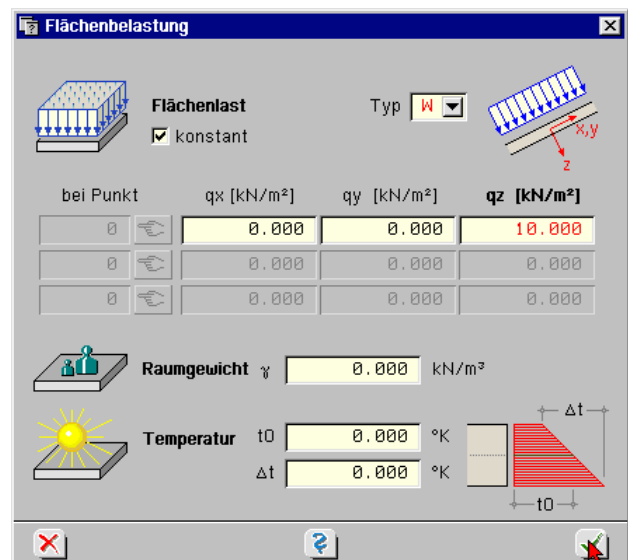 Flächenbelastung
Flächenlast
Typ W
konstant
x,y
z
bei Punkt qx [kN/m²] qy [kN/m²] qz [kN/m²]
0 0.000 0.000 10.000
0 0.000 0.000 0.000
0 0.000 0.000 0.000
Raumgewicht γ 0.000 kN/m³
Δt
Temperatur t0 0.000 °K
Δt 0.000 °K
t0